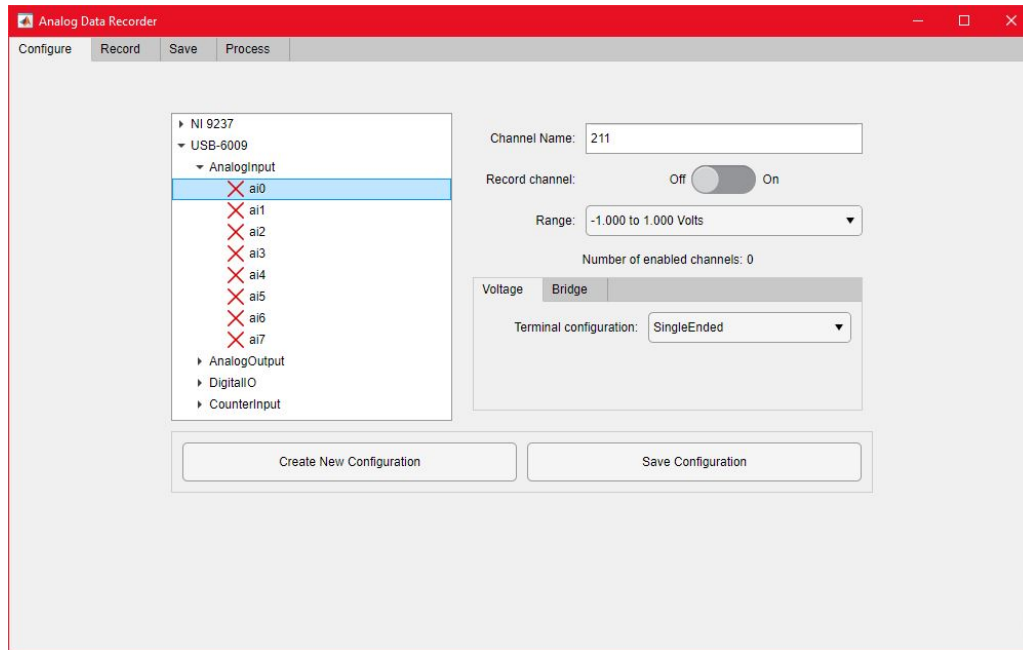 Analog Data Recorder
Configure Record Save Process
NI 9237
USB-6009
AnalogInput
ai0
ai1
ai2
ai3
ai4
ai5
ai6
ai7
AnalogOutput
DigitalIO
CounterInput
Channel Name: 211
Record channel: Off On
Range: -1.000 to 1.000 Volts
Number of enabled channels: 0
Voltage Bridge
Terminal configuration: SingleEnded
Create New Configuration Save Configuration